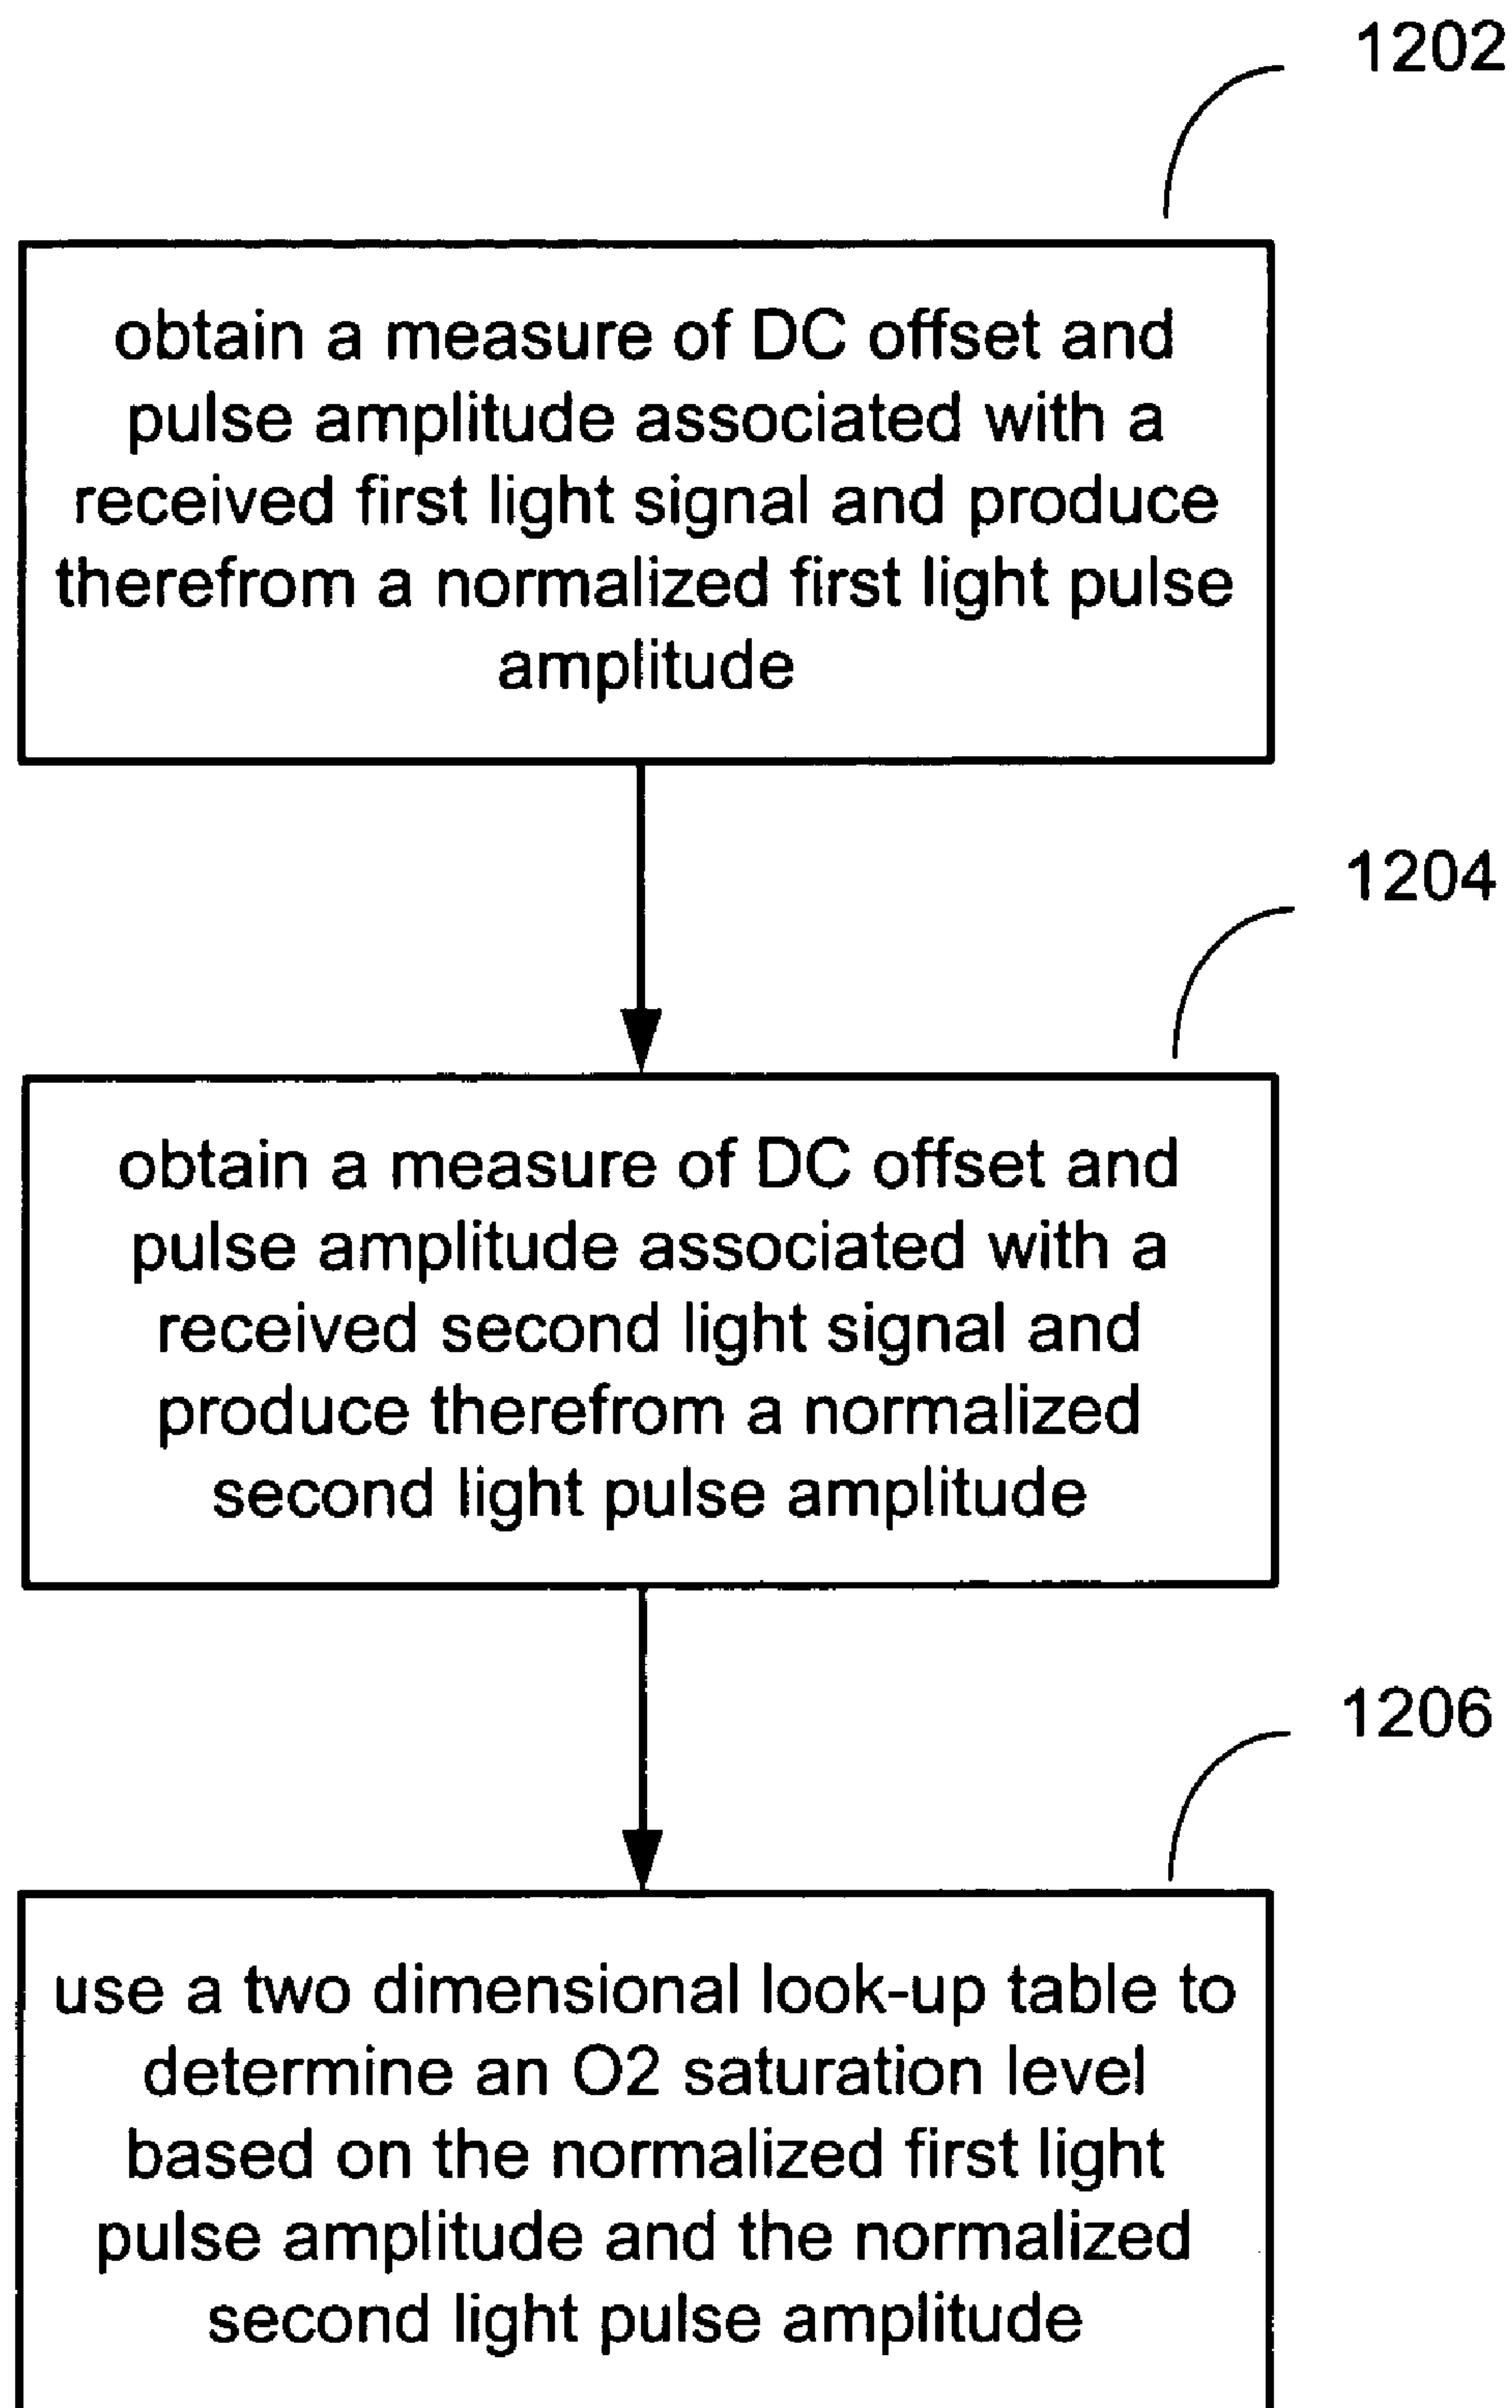 1202
obtain a measure of DC offset and
pulse amplitude associated with a
received first light signal and produce
therefrom a normalized first light pulse
amplitude
1204
obtain a measure of DC offset and
pulse amplitude associated with a
received second light signal and
produce therefrom a normalized
second light pulse amplitude
1206
use a two dimensional look-up table to
determine an O2 saturation level
based on the normalized first light
pulse amplitude and the normalized
second light pulse amplitude